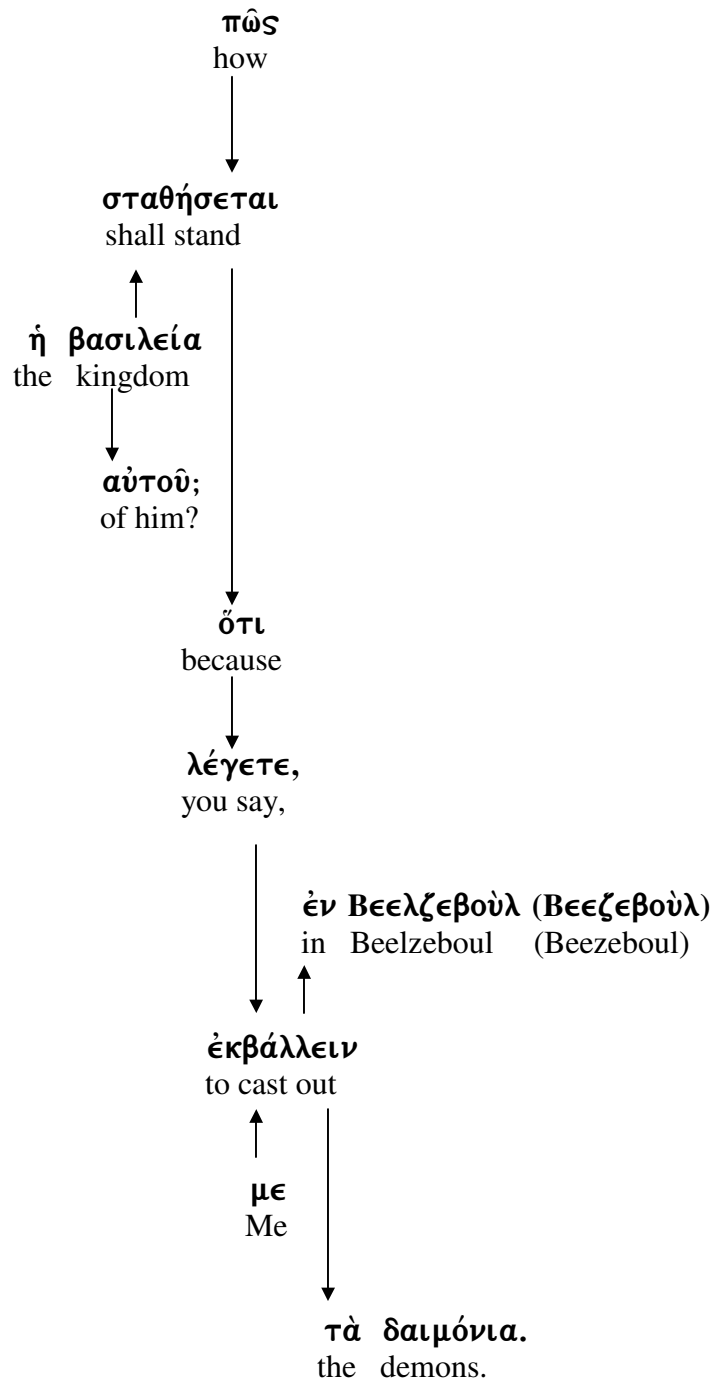 πῶς
how
σταθήσεται
shall stand
ἡ βασιλεία
the kingdom
αὐτοῦ;
of him?
ὅτι
because
λέγετε,
you say,
ἐν Βεελζεβοὺλ (Βεεζεβοὺλ)
in Beelzeboul (Beezeboul)
ἐκβάλλειν
to cast out
με
Me
τὰ δαιμόνια.
the demons.